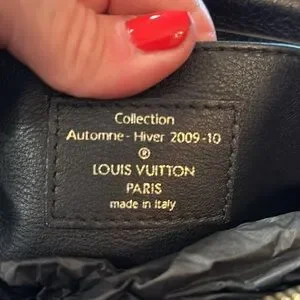 Collection
Automne - Hiver 2009-10
®
LOUIS VUITTON
PARIS
made in Italy